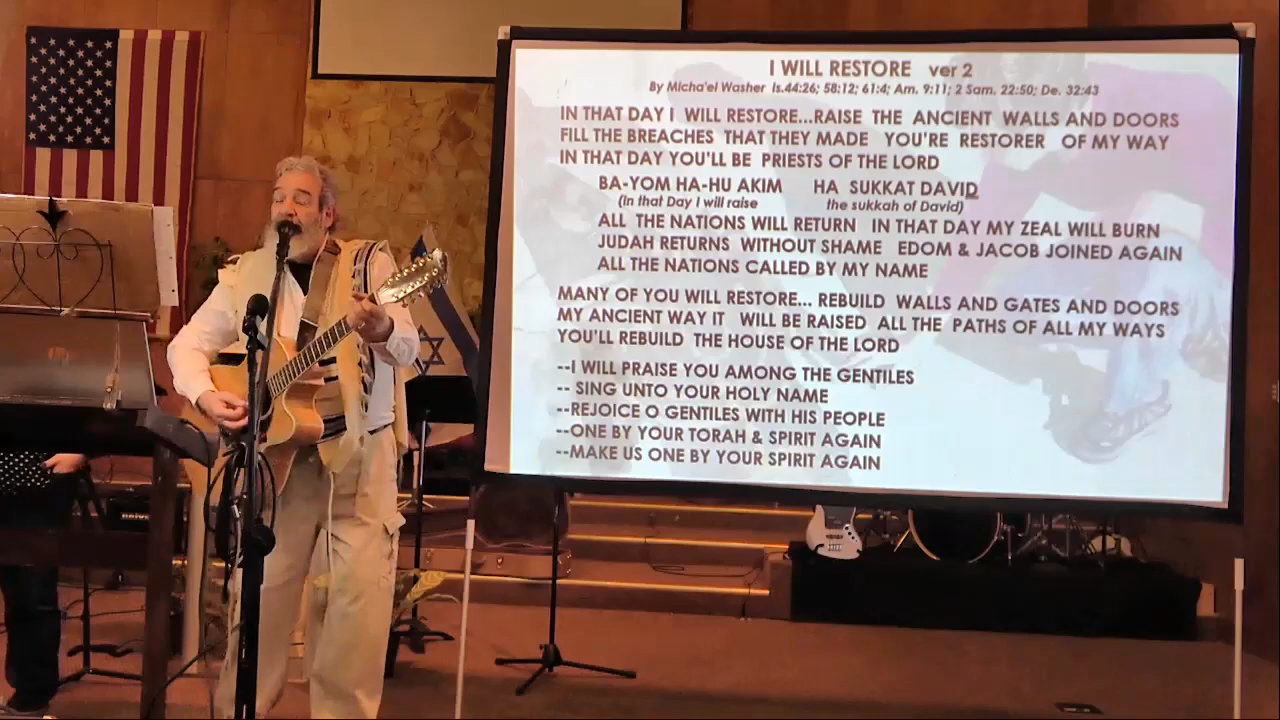 I WILL RESTORE ver 2
By Micha'el Washer Is.44:26; 58:12; 61:4; Am. 9:11; 2 Sam. 22:50; De. 32:43
IN THAT DAY I WILL RESTORE...RAISE THE ANCIENT WALLS AND DOORS
FILL THE BREACHES THAT THEY MADE YOU'RE RESTORER OF MY WAY
IN THAT DAY YOU'LL BE PRIESTS OF THE LORD
BA-YOM HA-HU AKIM HA SUKKAT DAVID
(In that Day I will raise the sukkah of David)
ALL THE NATIONS WILL RETURN IN THAT DAY MY ZEAL WILL BURN
JUDAH RETURNS WITHOUT SHAME EDOM & JACOB JOINED AGAIN
ALL THE NATIONS CALLED BY MY NAME
MANY OF YOU WILL RESTORE... REBUILD WALLS AND GATES AND DOORS
MY ANCIENT WAY IT WILL BE RAISED ALL THE PATHS OF ALL MY WAYS
YOU'LL REBUILD THE HOUSE OF THE LORD
--I WILL PRAISE YOU AMONG THE GENTILES
-- SING UNTO YOUR HOLY NAME
--REJOICE O GENTILES WITH HIS PEOPLE
--ONE BY YOUR TORAH & SPIRIT AGAIN
--MAKE US ONE BY YOUR SPIRIT AGAIN